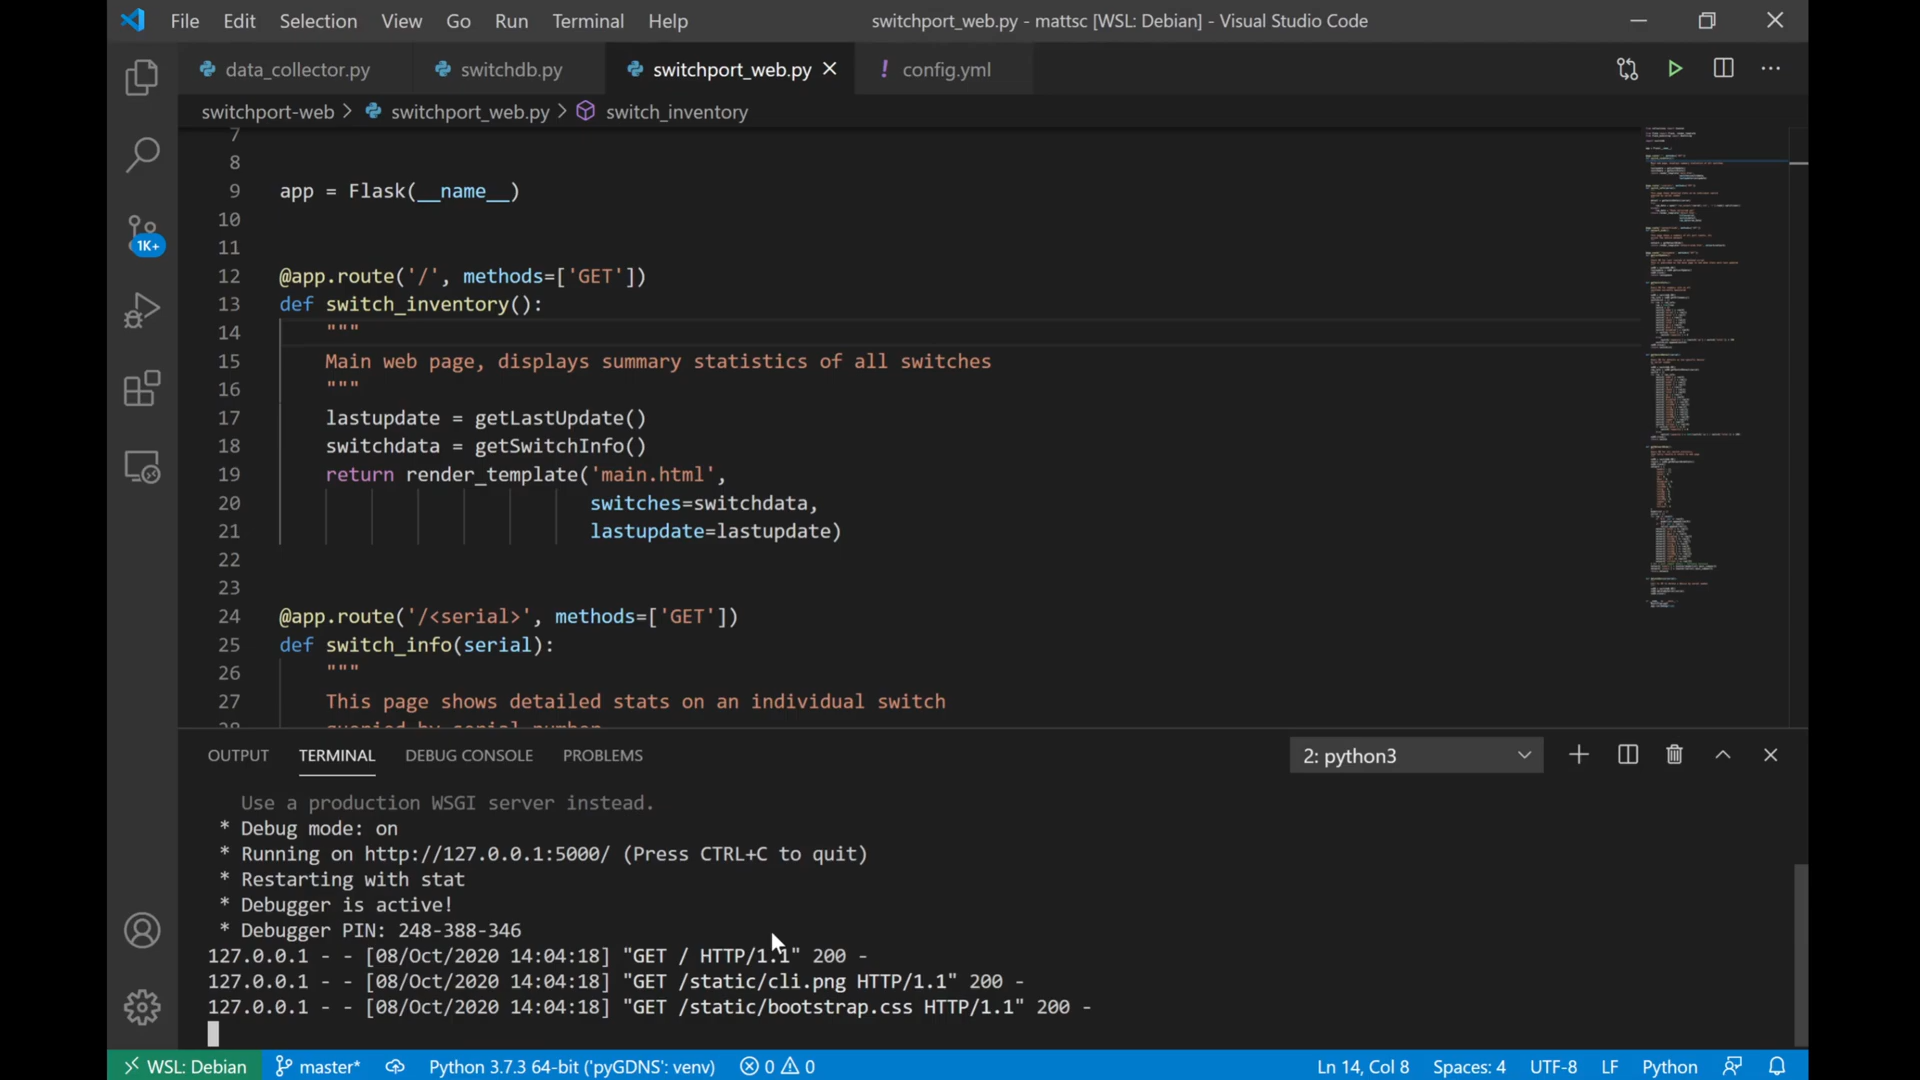 File Edit Selection View Go Run Terminal Help switchport_web.py - mattsc [WSL: Debian] - Visual Studio Code
data_collector.py switchdb.py switchport_web.py ! config.yml
switchport-web > switchport_web.py > switch_inventory
1K+
7
8
9 app = Flask(__name__)
10
11
12 @app.route('/', methods=['GET'])
13 def switch_inventory():
14 """
15 Main web page, displays summary statistics of all switches
16 """
17 lastupdate = getLastUpdate()
18 switchdata = getSwitchInfo()
19 return render_template('main.html',
20 switches=switchdata,
21 lastupdate=lastupdate)
22
23
24 @app.route('/<serial>', methods=['GET'])
25 def switch_info(serial):
26 """
27 This page shows detailed stats on an individual switch
28 queried by serial number
OUTPUT TERMINAL DEBUG CONSOLE PROBLEMS 2: python3
Use a production WSGI server instead.
* Debug mode: on
* Running on http://127.0.0.1:5000/ (Press CTRL+C to quit)
* Restarting with stat
* Debugger is active!
* Debugger PIN: 248-388-346
127.0.0.1 - - [08/Oct/2020 14:04:18] "GET / HTTP/1.1" 200 -
127.0.0.1 - - [08/Oct/2020 14:04:18] "GET /static/cli.png HTTP/1.1" 200 -
127.0.0.1 - - [08/Oct/2020 14:04:18] "GET /static/bootstrap.css HTTP/1.1" 200 -
WSL: Debian master* Python 3.7.3 64-bit ('pyGDNS': venv) 0 0 Ln 14, Col 8 Spaces: 4 UTF-8 LF Python